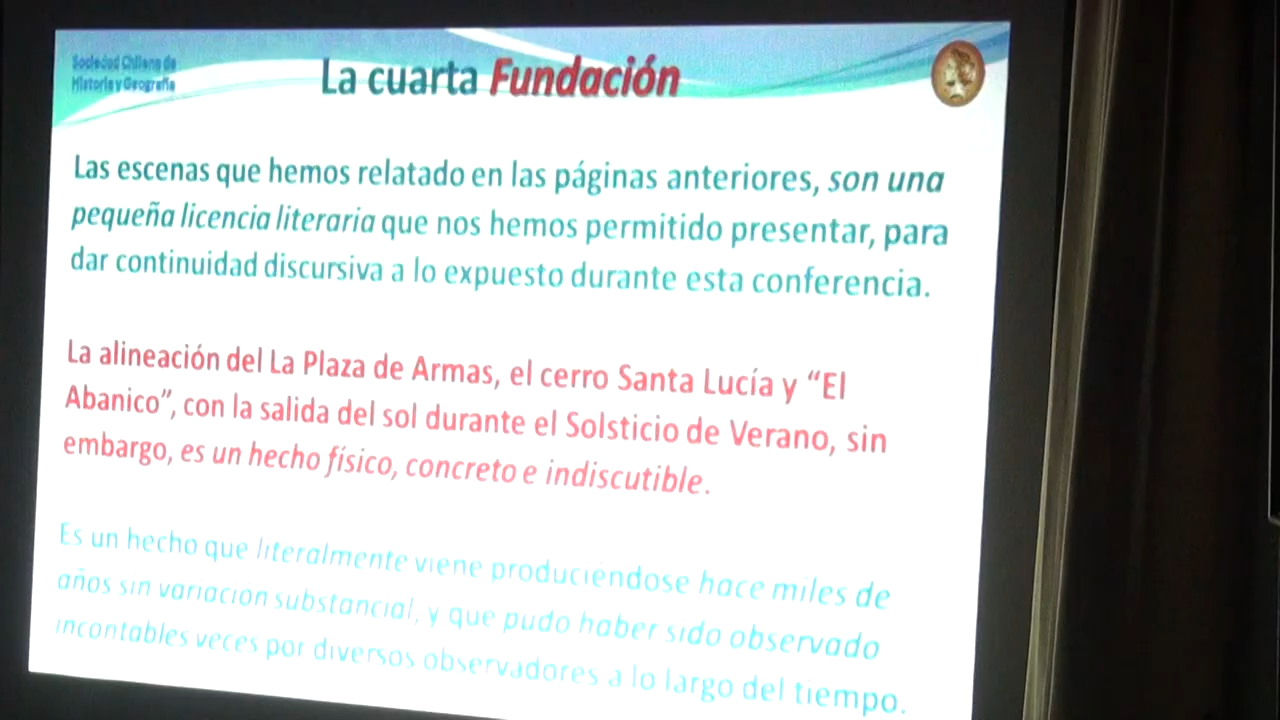 Sociedad Chilena de
Historia y Geografía
La cuarta Fundación
Las escenas que hemos relatado en las páginas anteriores, son una
pequeña licencia literaria que nos hemos permitido presentar, para
dar continuidad discursiva a lo expuesto durante esta conferencia.
La alineación del La Plaza de Armas, el cerro Santa Lucía y “El
Abanico”, con la salida del sol durante el Solsticio de Verano, sin
embargo, es un hecho físico, concreto e indiscutible.
Es un hecho que literalmente viene produciéndose hace miles de
años sin variación substancial, y que pudo haber sido observado
incontables veces por diversos observadores a lo largo del tiempo.